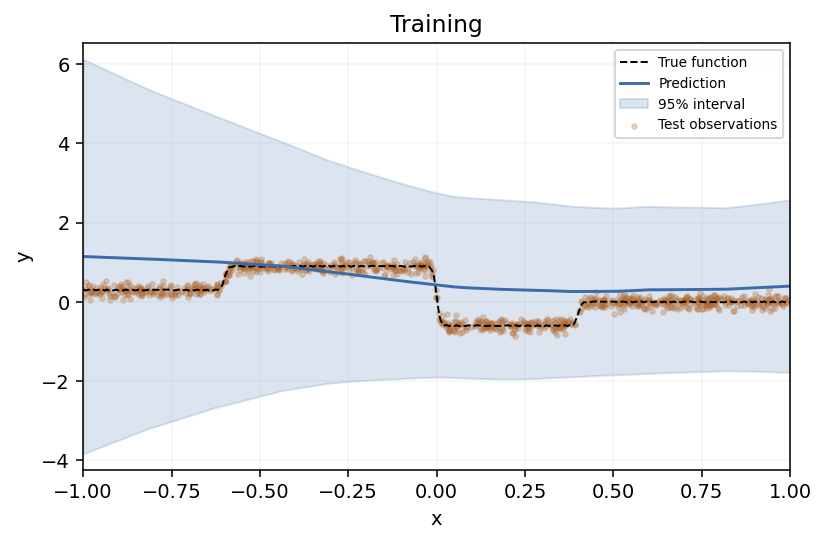 Training
True function
Prediction
95% interval
Test observations
y
6
4
2
0
−2
−4
−1.00 −0.75 −0.50 −0.25 0.00 0.25 0.50 0.75 1.00
x